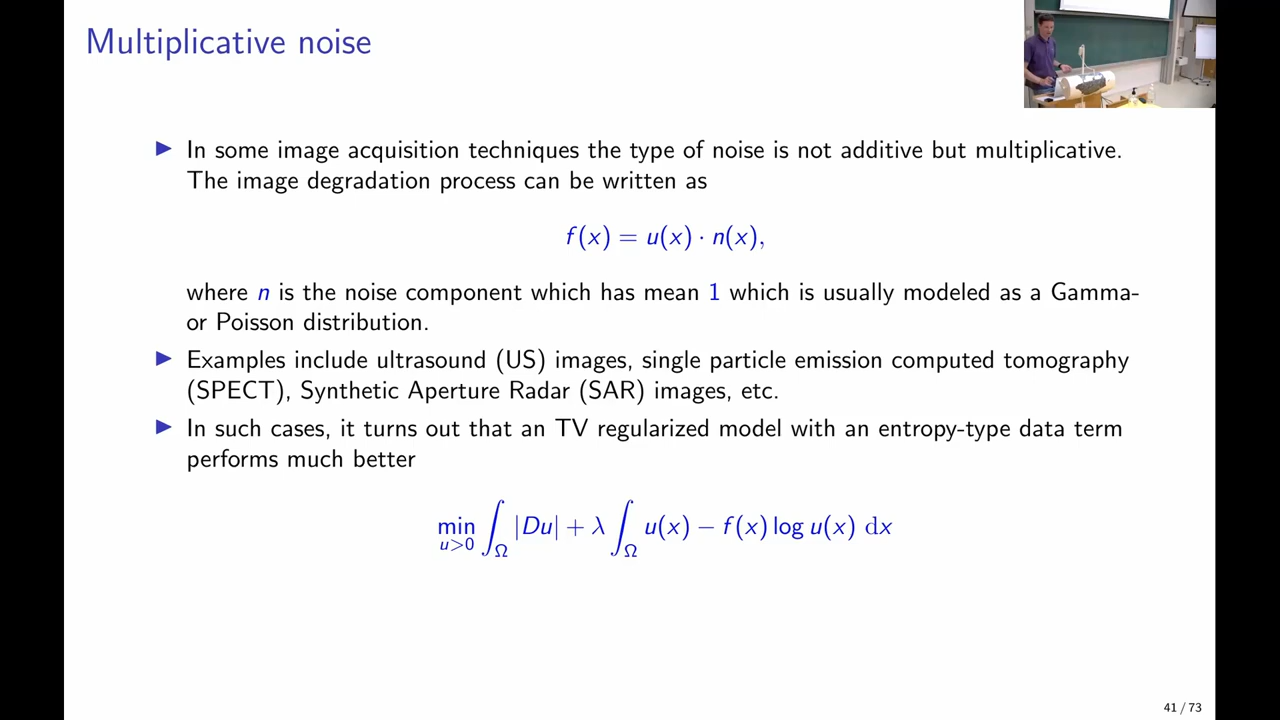 Multiplicative noise
▶ In some image acquisition techniques the type of noise is not additive but multiplicative.
The image degradation process can be written as
f(x) = u(x) · n(x),
where n is the noise component which has mean 1 which is usually modeled as a Gamma-
or Poisson distribution.
▶ Examples include ultrasound (US) images, single particle emission computed tomography
(SPECT), Synthetic Aperture Radar (SAR) images, etc.
▶ In such cases, it turns out that an TV regularized model with an entropy-type data term
performs much better
min_{u>0} ∫_Ω |Du| + λ ∫_Ω u(x) − f(x) log u(x) dx
41 / 73